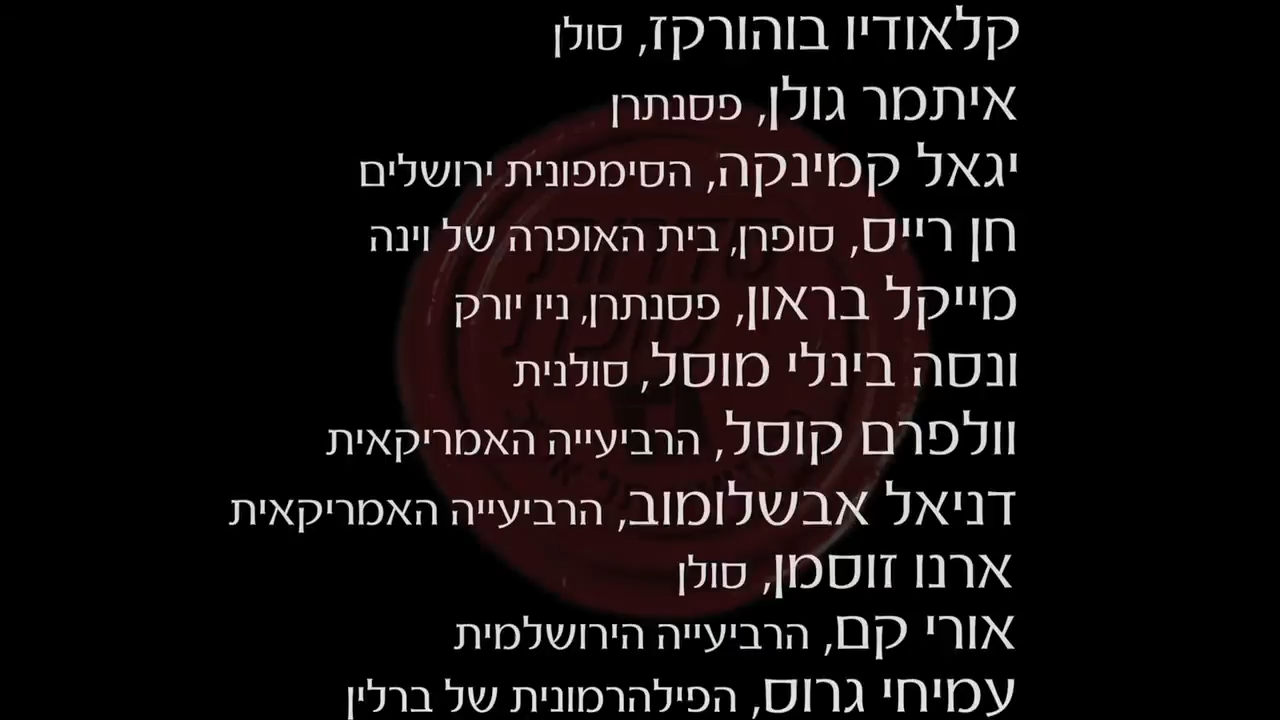 קלאודיו בוהורקז, סולן
איתמר גולן, פסנתרן
יגאל קמינקה, הסימפונית ירושלים
חן רייס, סופרן, בית האופרה של וינה
מייקל בראון, פסנתרן, ניו יורק
ונסה בינלי מוסל, סולנית
וולפרם קוסל, הרביעייה האמריקאית
דניאל אבשלומוב, הרביעייה האמריקאית
ארנו זוסמן, סולן
אורי קם, הרביעייה הירושלמית
עמיחי גרוס, הפילהרמונית של ברלין